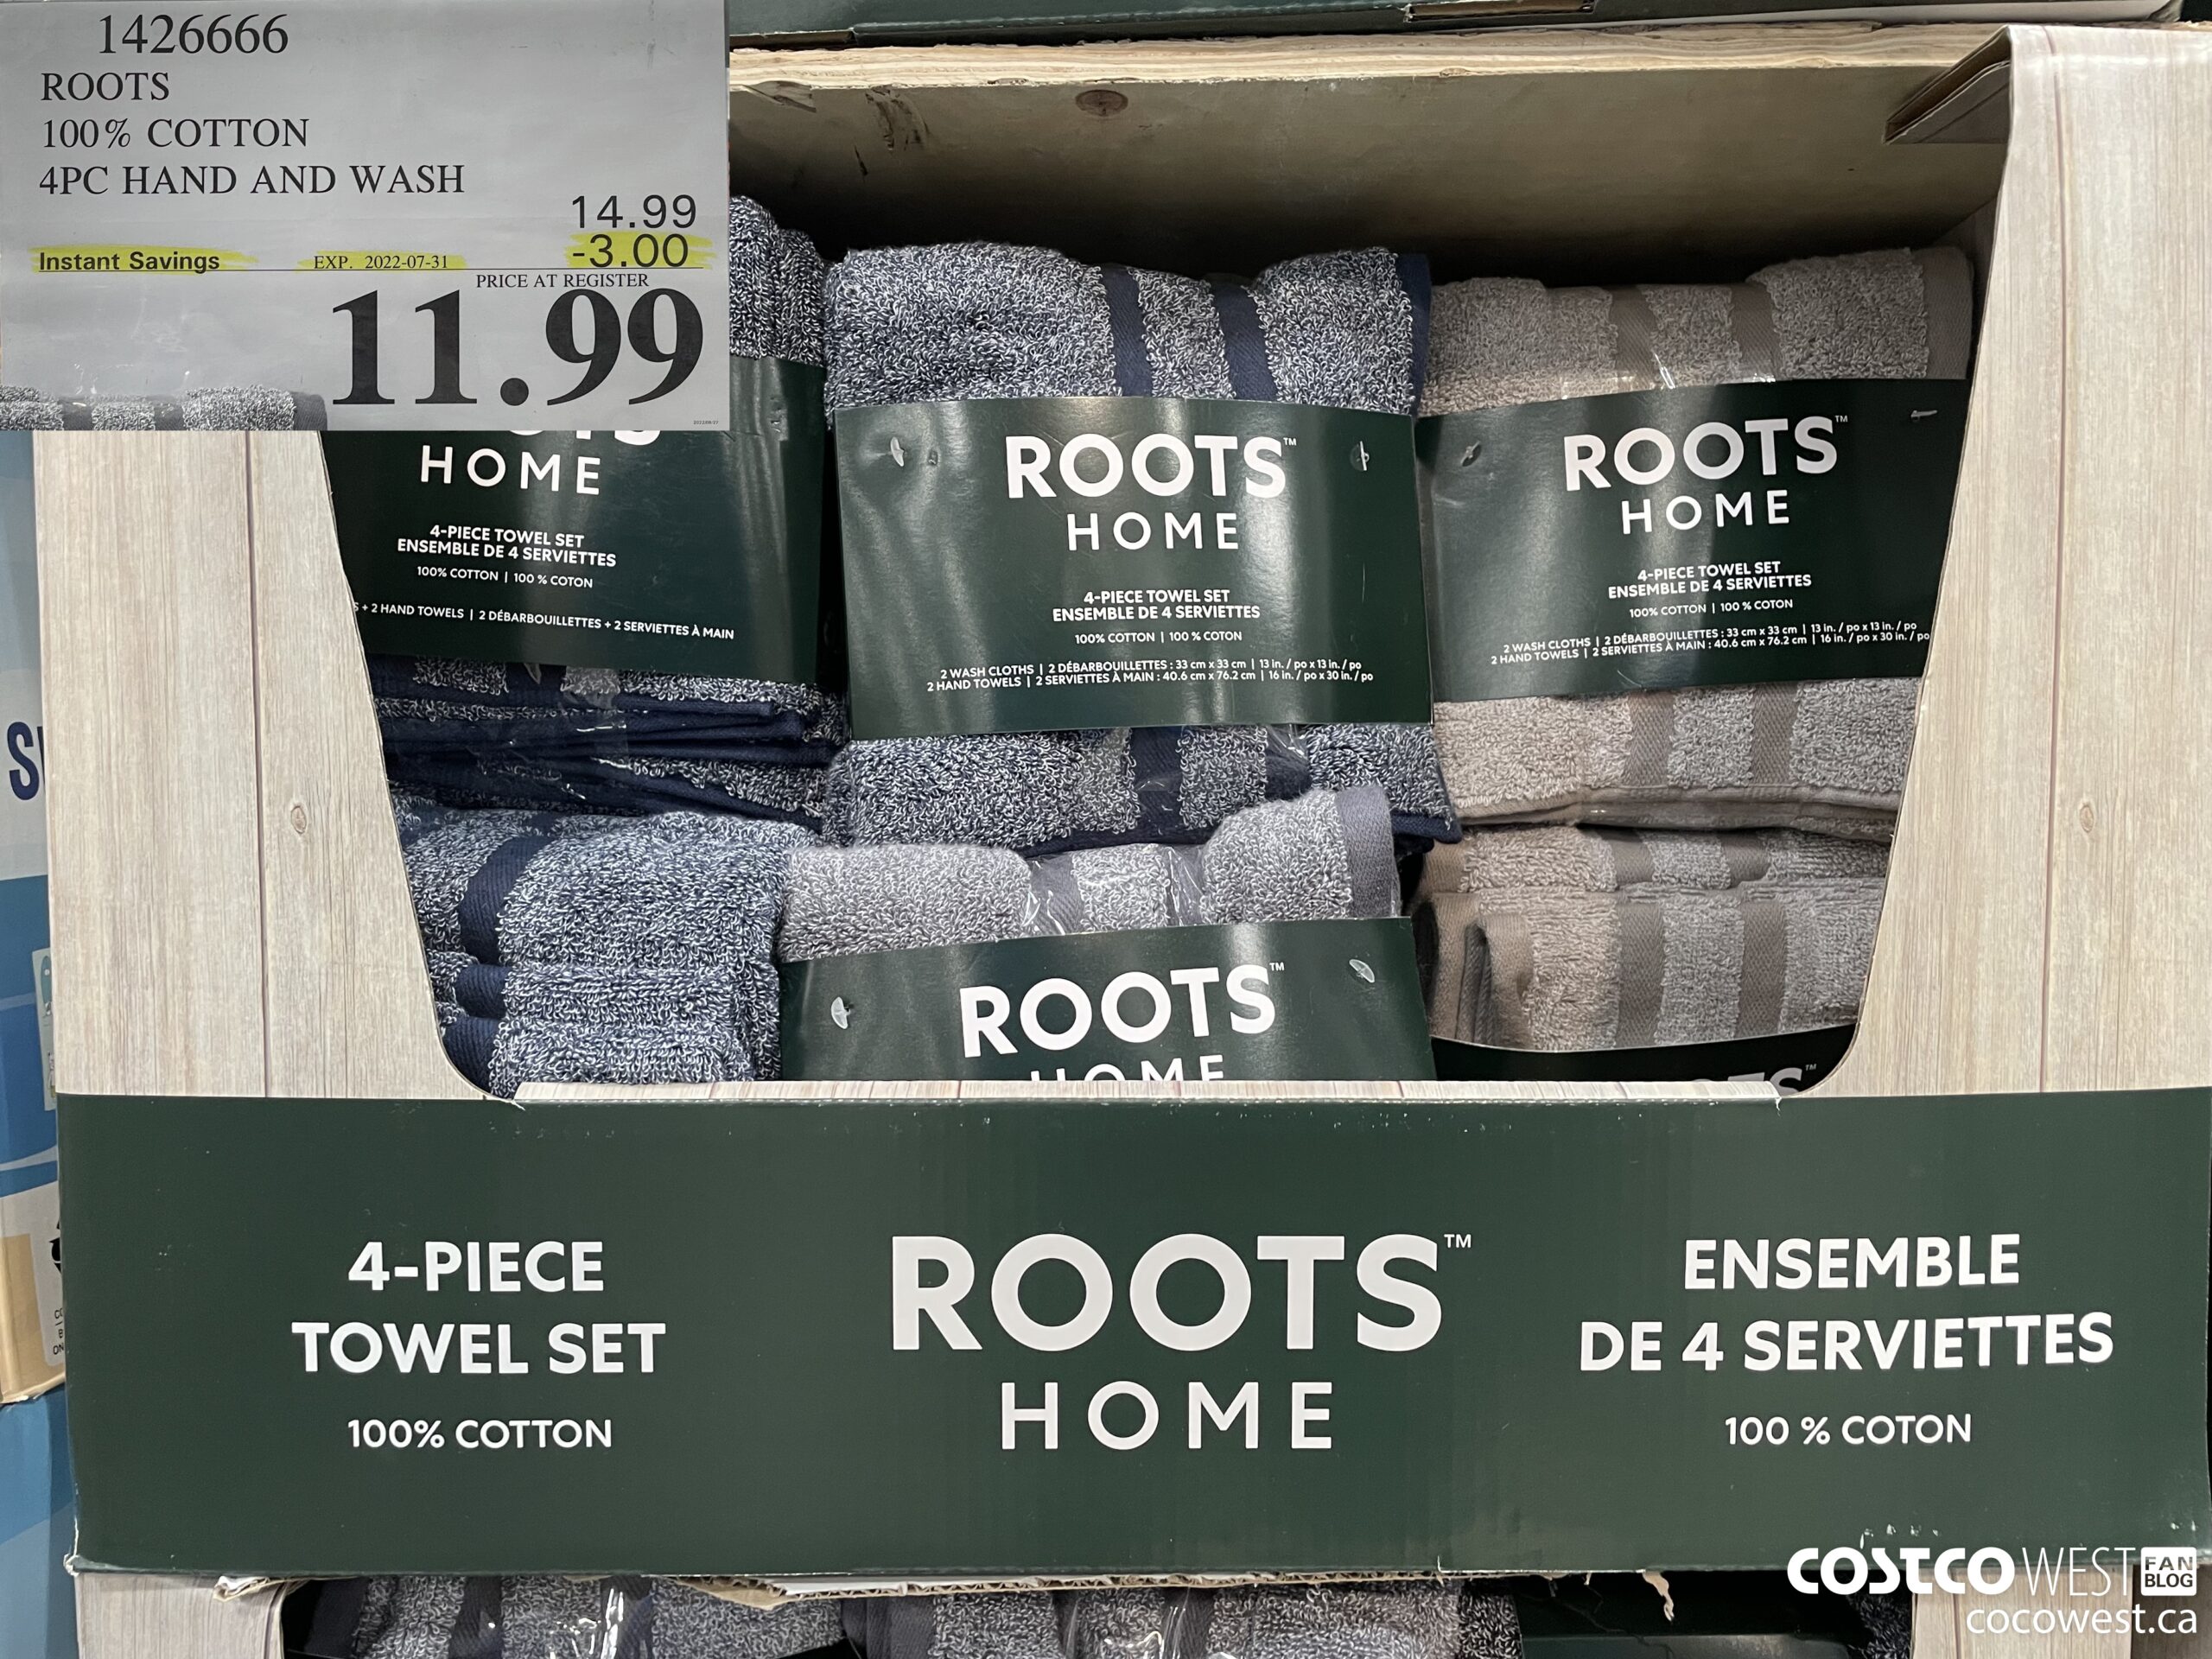 1426666
ROOTS
100% COTTON
4PC HAND AND WASH
14.99
-3.00
Instant Savings EXP. 2022-07-31
PRICE AT REGISTER
11.99
HOME
4-PIECE TOWEL SET
ENSEMBLE DE 4 SERVIETTES
100% COTTON | 100 % COTON
+ 2 HAND TOWELS | 2 DÉBARBOUILLETTES + 2 SERVIETTES À MAIN
ROOTS™
HOME
4-PIECE TOWEL SET
ENSEMBLE DE 4 SERVIETTES
100% COTTON | 100 % COTON
2 WASH CLOTHS | 2 DÉBARBOUILLETTES : 33 cm x 33 cm | 13 in. / po x 13 in. / po
2 HAND TOWELS | 2 SERVIETTES À MAIN : 40.6 cm x 76.2 cm | 16 in. / po x 30 in. / po
ROOTS™
HOME
4-PIECE TOWEL SET
ENSEMBLE DE 4 SERVIETTES
100% COTTON | 100 % COTON
2 WASH CLOTHS | 2 DÉBARBOUILLETTES : 33 cm x 33 cm | 13 in. / po x 13 in. / po
2 HAND TOWELS | 2 SERVIETTES À MAIN : 40.6 cm x 76.2 cm | 16 in. / po x 30 in. / po
ROOTS™
HOME
4-PIECE
TOWEL SET
100% COTTON
ROOTS™
HOME
ENSEMBLE
DE 4 SERVIETTES
100 % COTON
COSTCO WEST FAN BLOG
cocowest.ca